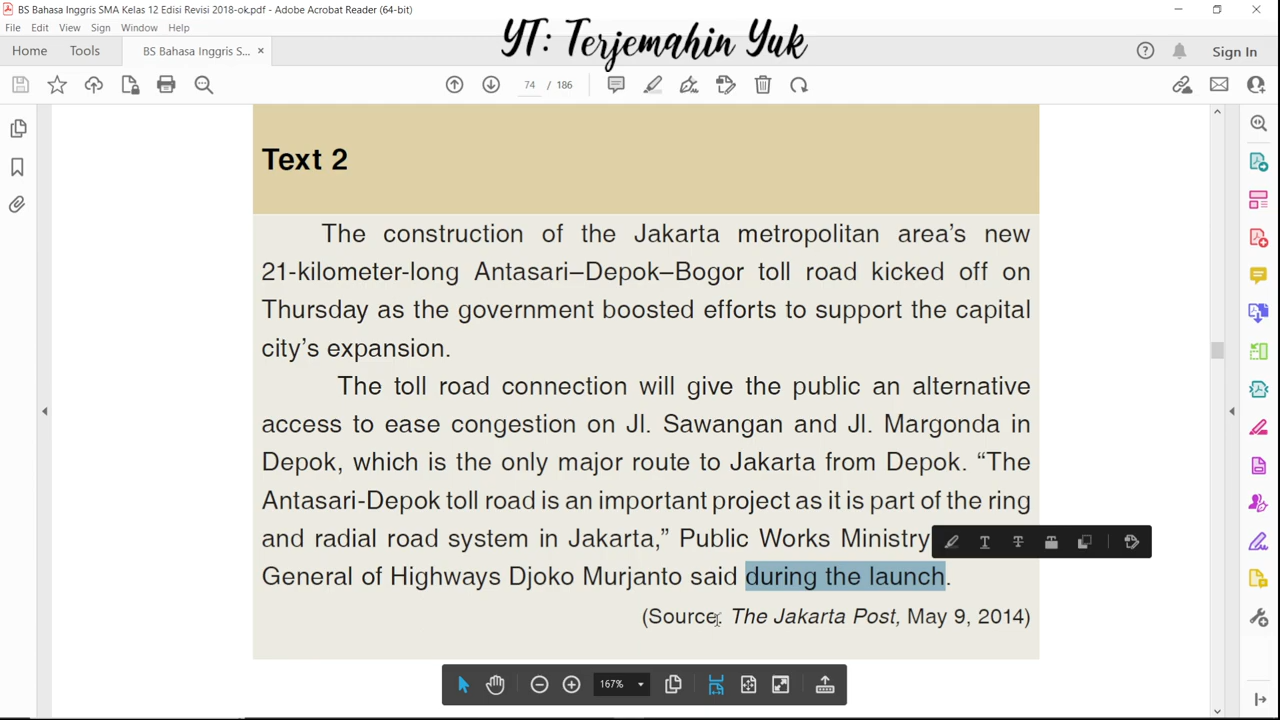 BS Bahasa Inggris SMA Kelas 12 Edisi Revisi 2018-ok.pdf - Adobe Acrobat Reader (64-bit)
File Edit View Sign Window Help
YT: Terjemahin Yuk
Home Tools BS Bahasa Inggris S... × Sign In
74 / 186
Text 2
The construction of the Jakarta metropolitan area’s new
21-kilometer-long Antasari–Depok–Bogor toll road kicked off on
Thursday as the government boosted efforts to support the capital
city’s expansion.
The toll road connection will give the public an alternative
access to ease congestion on Jl. Sawangan and Jl. Margonda in
Depok, which is the only major route to Jakarta from Depok. “The
Antasari-Depok toll road is an important project as it is part of the ring
and radial road system in Jakarta,” Public Works Ministry
General of Highways Djoko Murjanto said during the launch.
(Source: The Jakarta Post, May 9, 2014)
167%